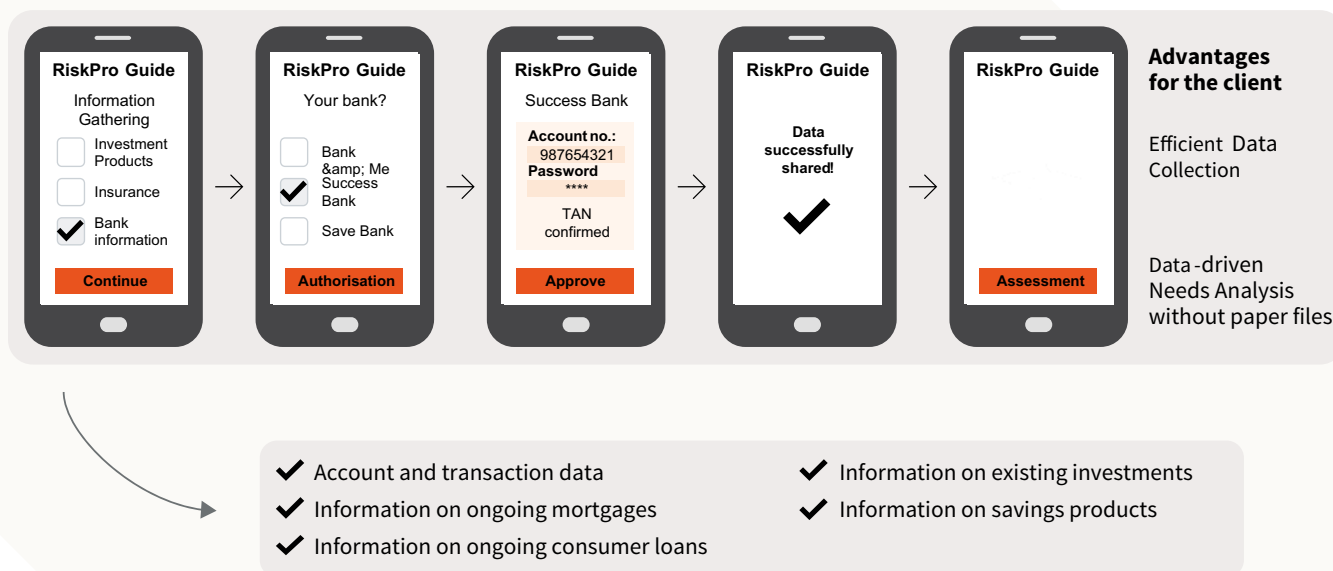 RiskPro Guide
Information
Gathering
Investment
Products
Insurance
Bank
information
Continue
RiskPro Guide
Your bank?
Bank
&amp; Me
Success
Bank
Save Bank
Authorisation
RiskPro Guide
Success Bank
Account no.:
987654321
Password
****
TAN
confirmed
Approve
RiskPro Guide
Data
successfully
shared!
RiskPro Guide
Assessment
Advantages
for the client
Efficient Data
Collection
Data-driven
Needs Analysis
without paper files
Account and transaction data
Information on ongoing mortgages
Information on ongoing consumer loans
Information on existing investments
Information on savings products